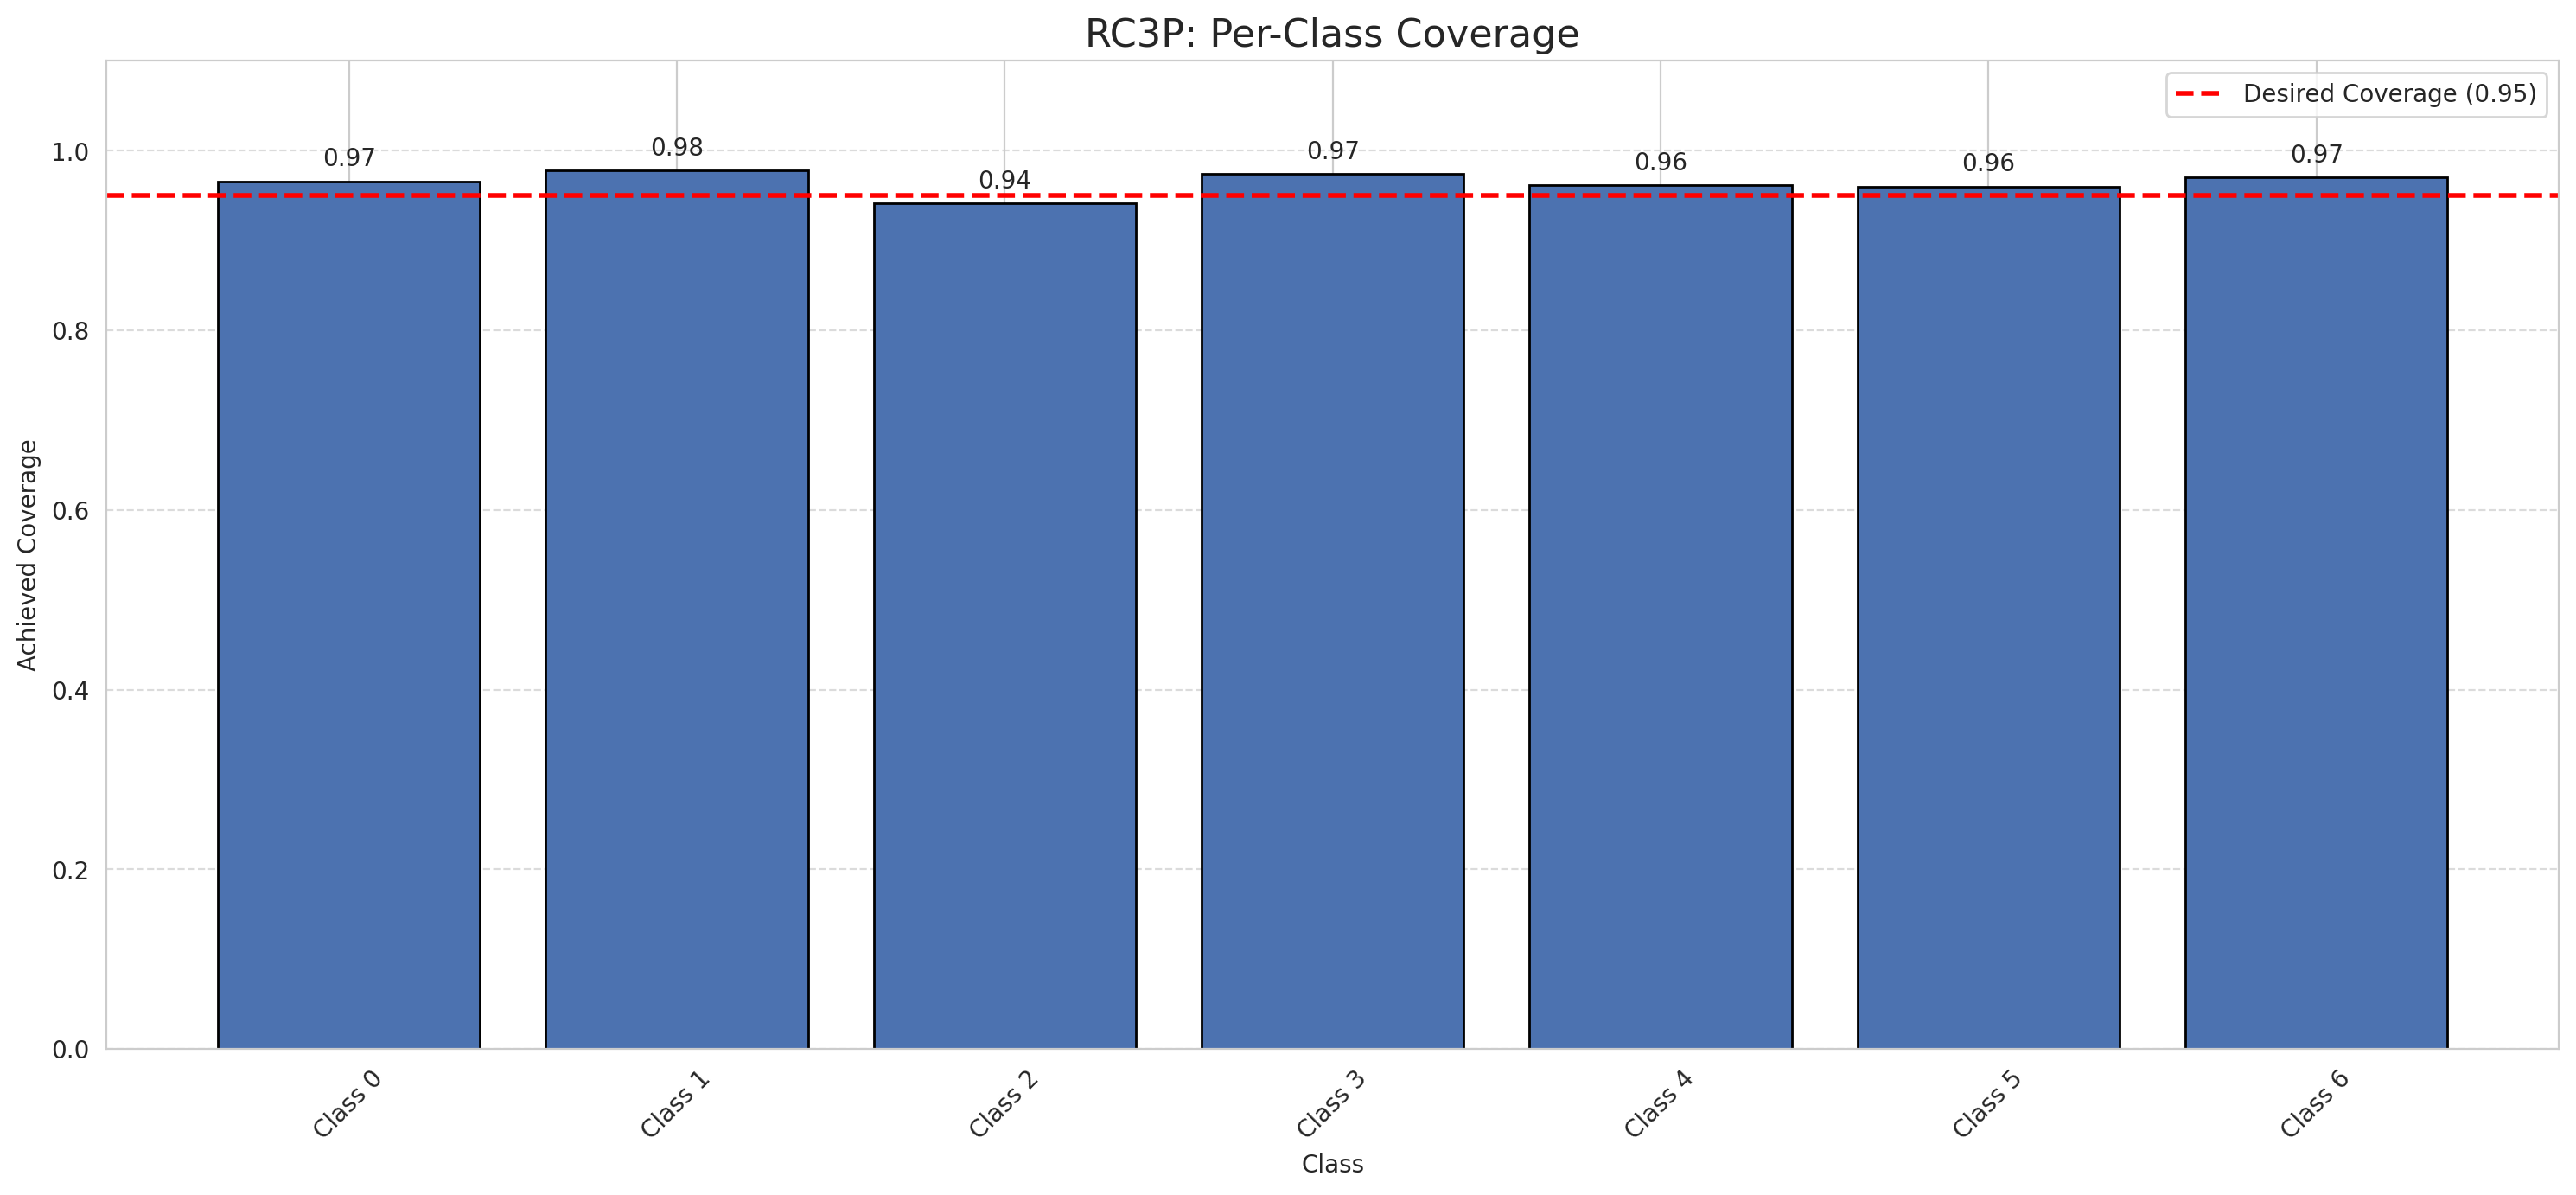 RC3P: Per-Class Coverage
Desired Coverage (0.95)
1.0
0.8
0.6
0.4
0.2
0.0
Achieved Coverage
0.97
0.98
0.94
0.97
0.96
0.96
0.97
Class 0
Class 1
Class 2
Class 3
Class 4
Class 5
Class 6
Class